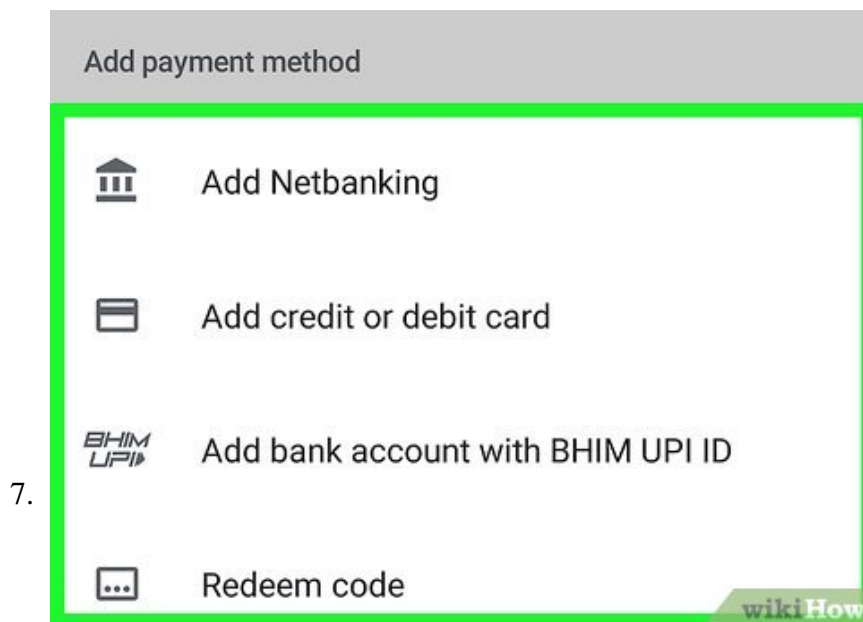 Add payment method
Add Netbanking
Add credit or debit card
BHIM
UPI
Add bank account with BHIM UPI ID
7.
Redeem code
wikiHow